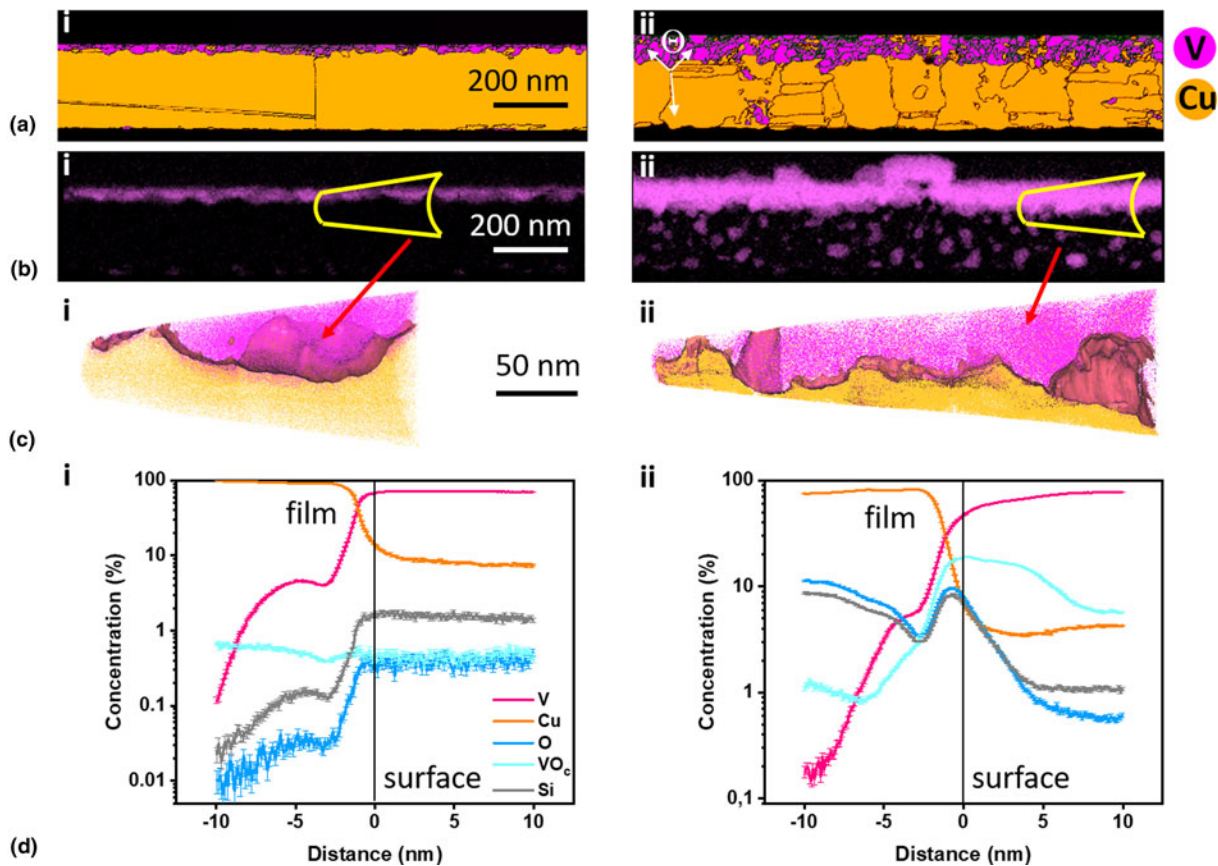 i
ii
Θ
V
200 nm
Cu
(a)
i
ii
200 nm
(b)
i
ii
50 nm
(c)
i
ii
100
10
1
0.1
0.01
Concentration (%)
film
V
Cu
O
VOc
Si
surface
-10 -5 0 5 10
Distance (nm)
100
10
1
0,1
Concentration (%)
film
surface
-10 -5 0 5 10
Distance (nm)
(d)